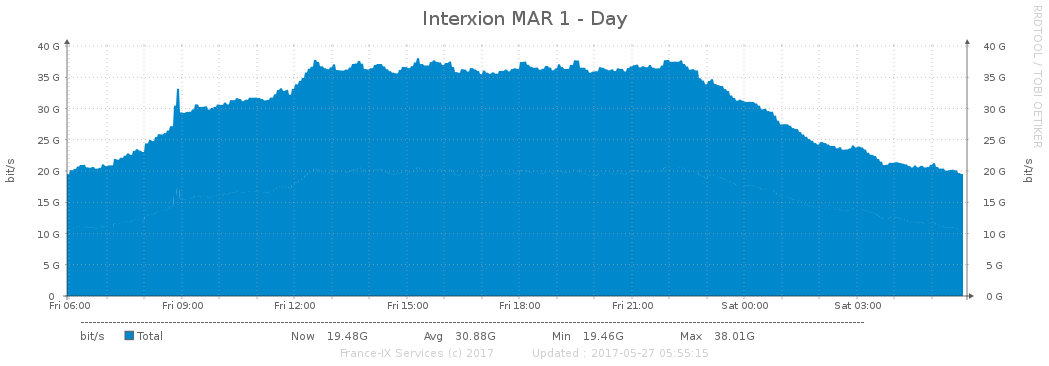 Interxion MAR 1 - Day
RRDTOOL / TOBI OETIKER
40 G 40 G
35 G 35 G
30 G 30 G
25 G 25 G
20 G 20 G
15 G 15 G
10 G 10 G
5 G 5 G
0 0 G
bit/s bit/s
Fri 06:00 Fri 09:00 Fri 12:00 Fri 15:00 Fri 18:00 Fri 21:00 Sat 00:00 Sat 03:00
bit/s Total Now 19.48G Avg 30.88G Min 19.46G Max 38.01G
France-IX Services (c) 2017 Updated : 2017-05-27 05:55:15